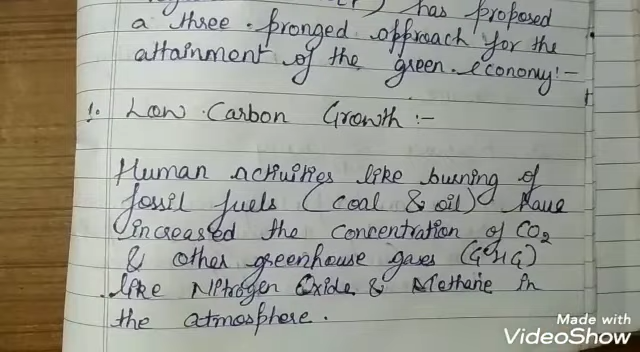 has proposed
a three-pronged approach for the
attainment of the green economy:-
1. Low Carbon Growth :-
Human activities like burning of
fossil fuels (coal & oil) have
increased the concentration of CO2
& other greenhouse gases (GHG)
like Nitrogen Oxide & Methane in
the atmosphere.
Made with
VideoShow